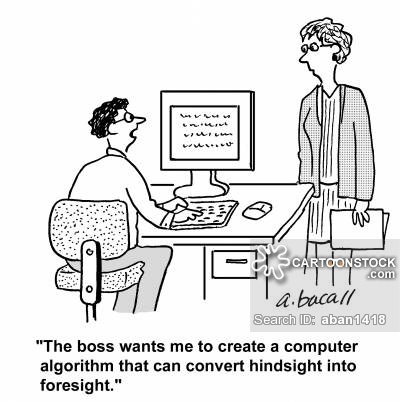 CARTOONSTOCK
.com
a.bacall
Search ID: aban1418
"The boss wants me to create a computer
algorithm that can convert hindsight into
foresight."